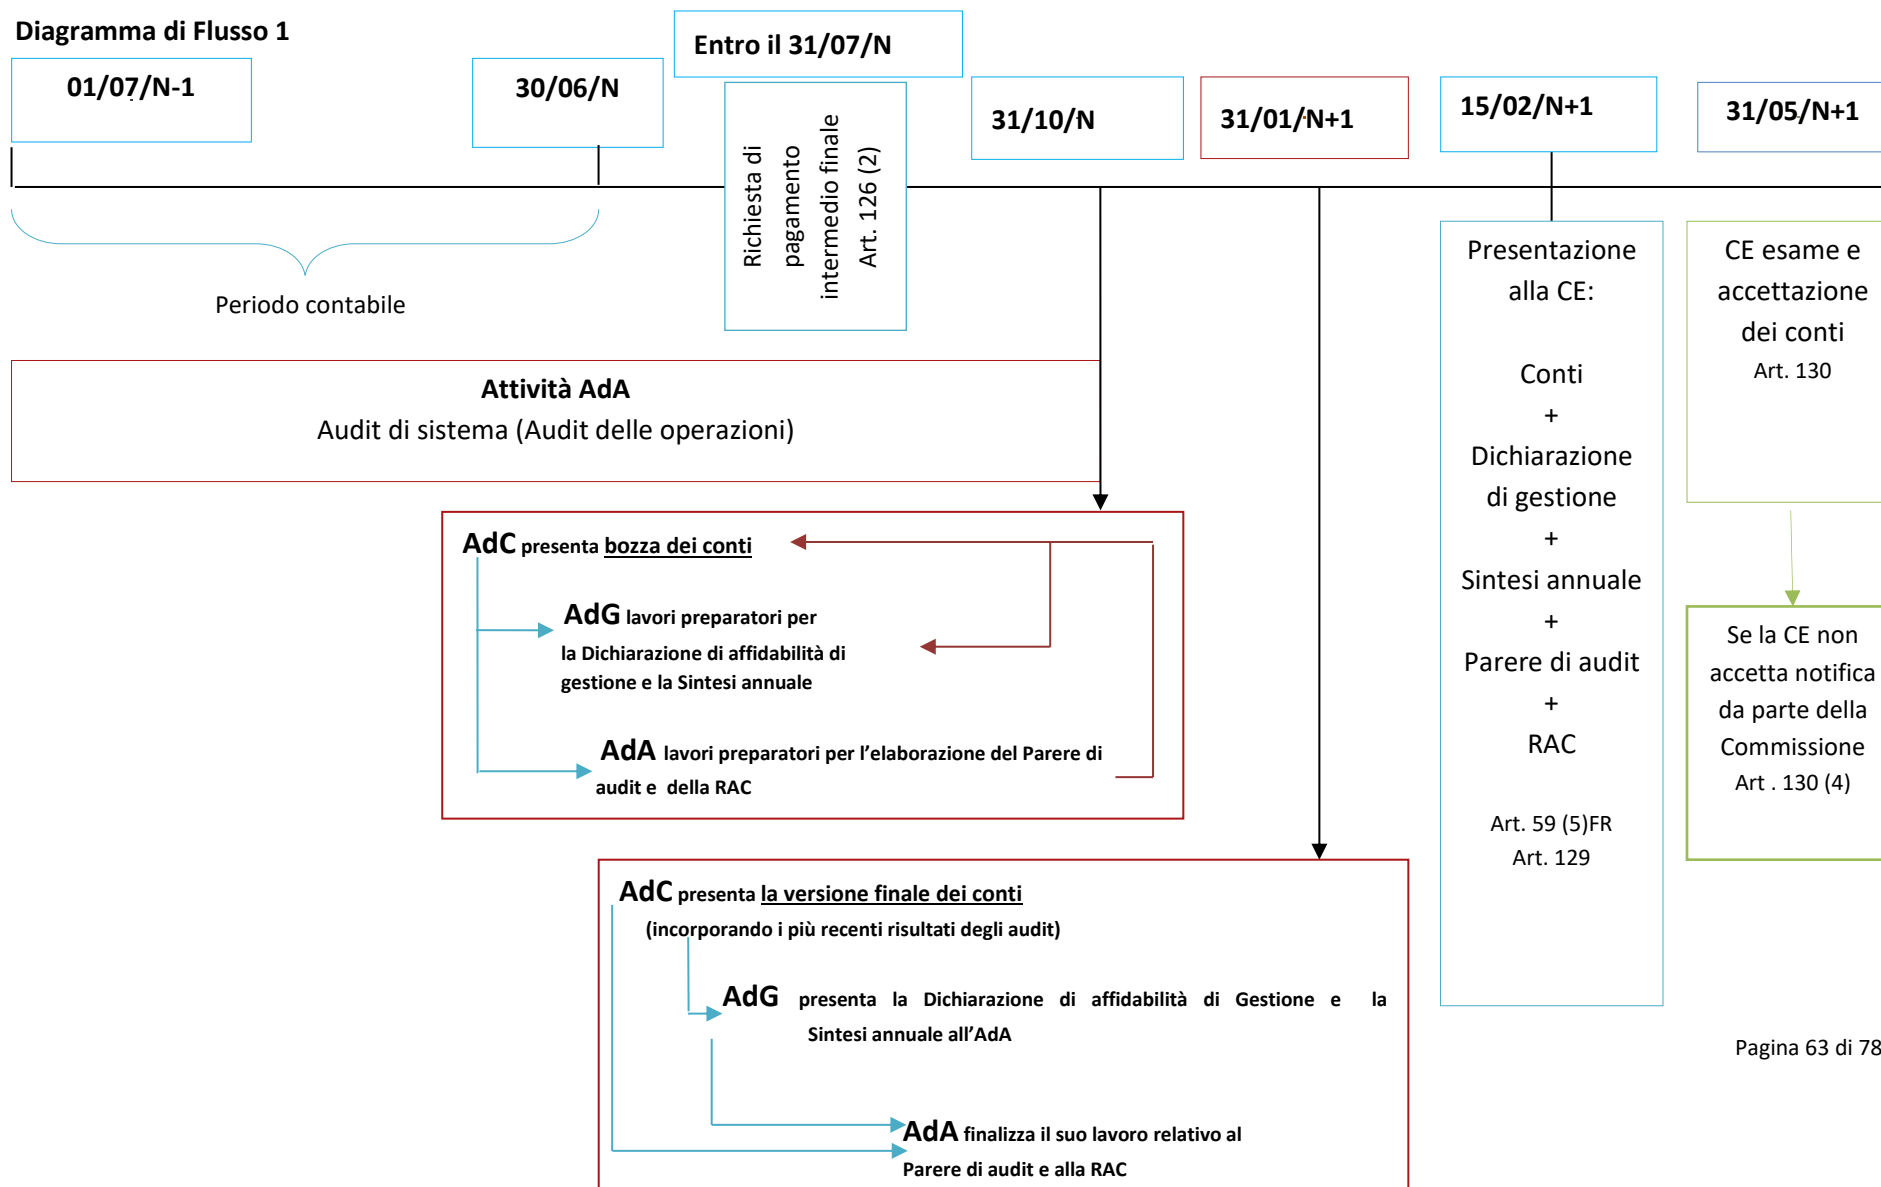 Diagramma di Flusso 1
01/07/N-1
30/06/N
Entro il 31/07/N
31/10/N
31/01/N+1
15/02/N+1
31/05/N+1
Richiesta di
pagamento
intermedio finale
Art. 126 (2)
Periodo contabile
Attività AdA
Audit di sistema (Audit delle operazioni)
AdC presenta bozza dei conti
AdG lavori preparatori per
la Dichiarazione di affidabilità di
gestione e la Sintesi annuale
AdA lavori preparatori per l’elaborazione del Parere di
audit e della RAC
AdC presenta la versione finale dei conti
(incorporando i più recenti risultati degli audit)
AdG presenta la Dichiarazione di affidabilità di Gestione e la
Sintesi annuale all’AdA
AdA finalizza il suo lavoro relativo al
Parere di audit e alla RAC
Presentazione
alla CE:
Conti
+
Dichiarazione
di gestione
+
Sintesi annuale
+
Parere di audit
+
RAC
Art. 59 (5)FR
Art. 129
CE esame e
accettazione
dei conti
Art. 130
Se la CE non
accetta notifica
da parte della
Commissione
Art . 130 (4)
Pagina 63 di 78